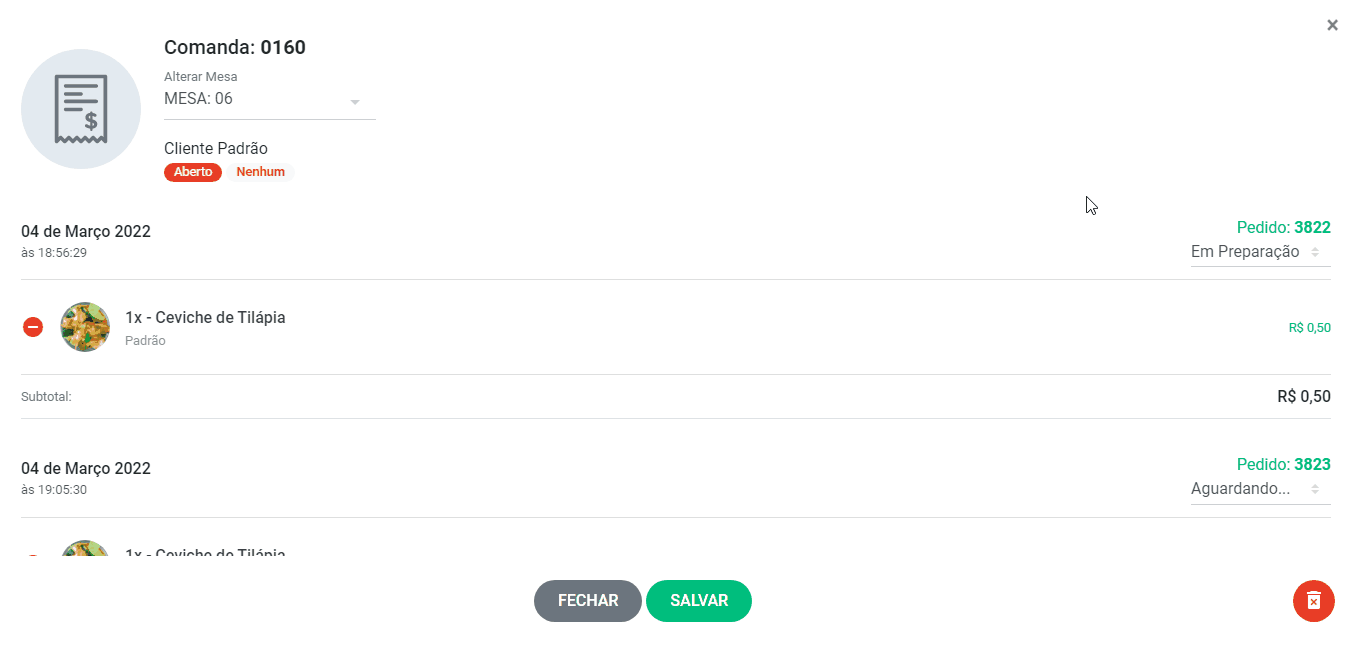 ×
Comanda: 0160
Alterar Mesa
MESA: 06
Cliente Padrão
Aberto Nenhum
04 de Março 2022
às 18:56:29
Pedido: 3822
Em Preparação
1x - Ceviche de Tilápia
Padrão
R$ 0,50
Subtotal:
R$ 0,50
04 de Março 2022
às 19:05:30
Pedido: 3823
Aguardando...
1x - Ceviche de Tilápia
FECHAR SALVAR